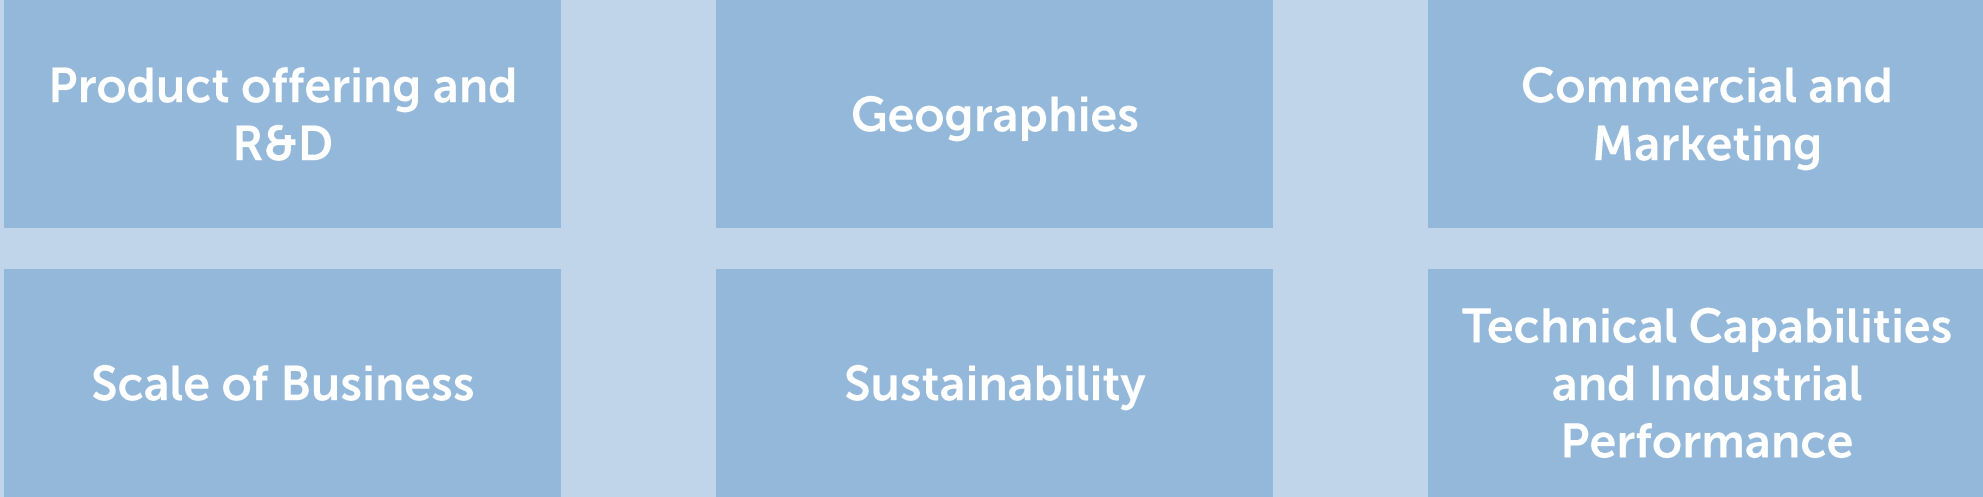 Product offering and
R&D
Geographies
Commercial and
Marketing
Scale of Business
Sustainability
Technical Capabilities
and Industrial
Performance